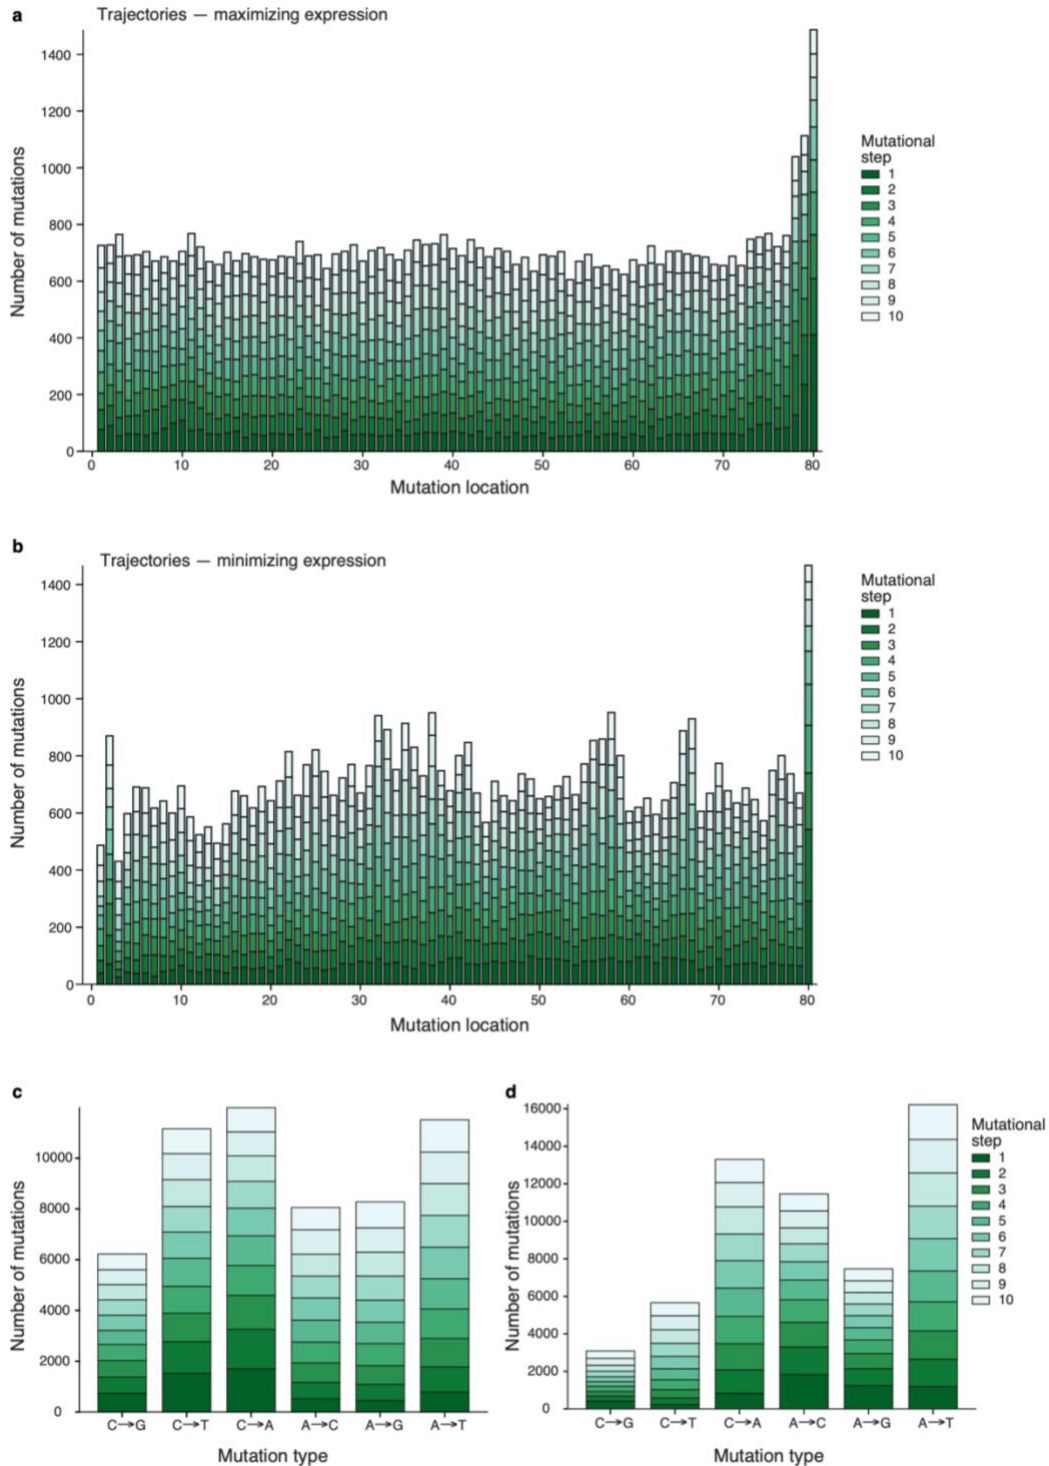 a
Trajectories — maximizing expression
1400
1200
1000
800
600
400
200
0
Number of mutations
0 10 20 30 40 50 60 70 80
Mutation location
Mutational
step
1
2
3
4
5
6
7
8
9
10
b
Trajectories — minimizing expression
1400
1200
1000
800
600
400
200
0
Number of mutations
0 10 20 30 40 50 60 70 80
Mutation location
Mutational
step
1
2
3
4
5
6
7
8
9
10
c
10000
8000
6000
4000
2000
0
Number of mutations
C→G C→T C→A A→C A→G A→T
Mutation type
d
16000
14000
12000
10000
8000
6000
4000
2000
0
Number of mutations
C→G C→T C→A A→C A→G A→T
Mutation type
Mutational
step
1
2
3
4
5
6
7
8
9
10